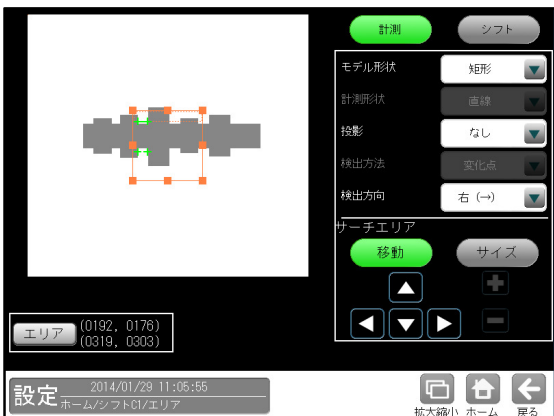 計測
シフト
モデル形状
矩形
計測形状
直線
投影
なし
検出方法
変化点
検出方向
右 (→)
サーチエリア
移動
サイズ
エリア
(0192, 0176)
(0319, 0303)
設定
2014/01/29 11:05:55
ホーム/シフト01/エリア
拡大縮小
ホーム
戻る